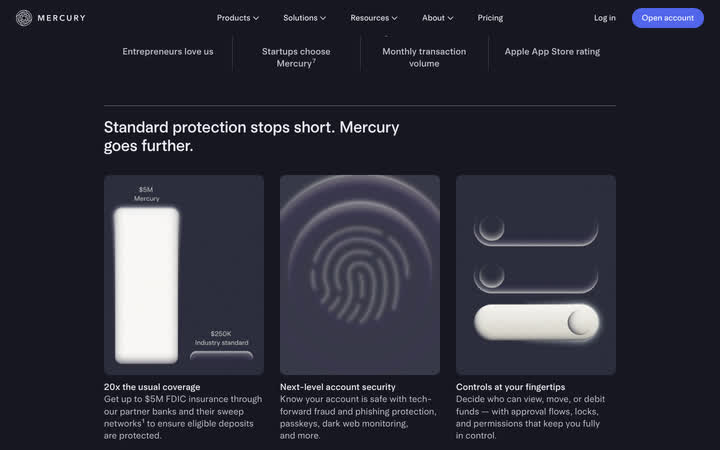 MERCURY
Products
Solutions
Resources
About
Pricing
Log in
Open account
Entrepreneurs love us
Startups choose
Mercury⁷
Monthly transaction
volume
Apple App Store rating
Standard protection stops short. Mercury
goes further.
$5M
Mercury
$250K
Industry standard
20x the usual coverage
Get up to $5M FDIC insurance through
our partner banks and their sweep
networks¹ to ensure eligible deposits
are protected.
Next-level account security
Know your account is safe with tech-
forward fraud and phishing protection,
passkeys, dark web monitoring,
and more.
Controls at your fingertips
Decide who can view, move, or debit
funds — with approval flows, locks,
and permissions that keep you fully
in control.